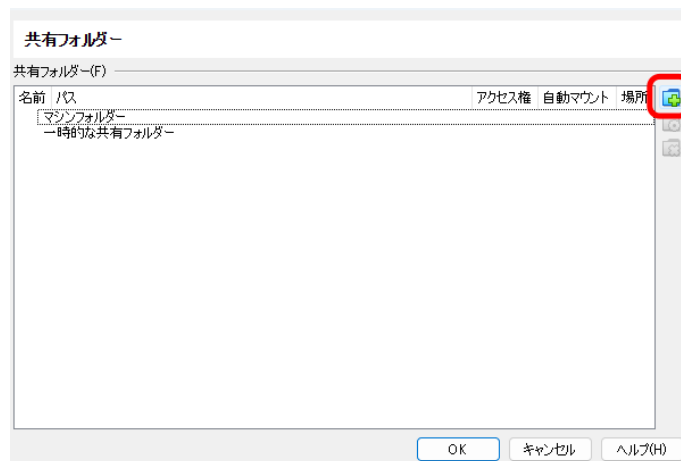 共有フォルダー
共有フォルダー(F)
名前 パス アクセス権 自動マウント 場所
マシンフォルダー
一時的な共有フォルダー
OK キャンセル ヘルプ(H)